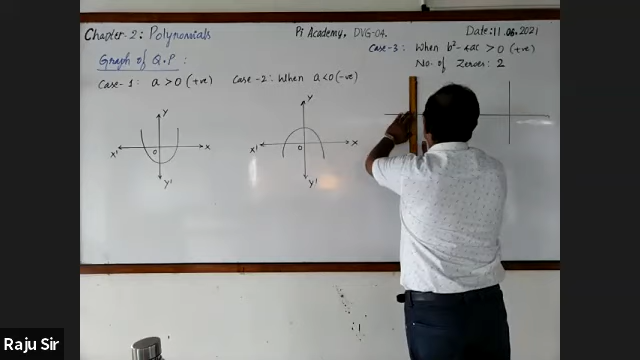 Chapter-2: Polynomials
Pi Academy, DVG-04.
Date: 11.06.2021
Graph of Q.P:
Case-1: a > 0 (+ve)
Case-2: When a < 0 (-ve)
Case-3: When b²-4ac > 0 (+ve)
No. of Zeroes: 2
Y
X' O X
Y'
Y
X' O X
Y'
Raju Sir